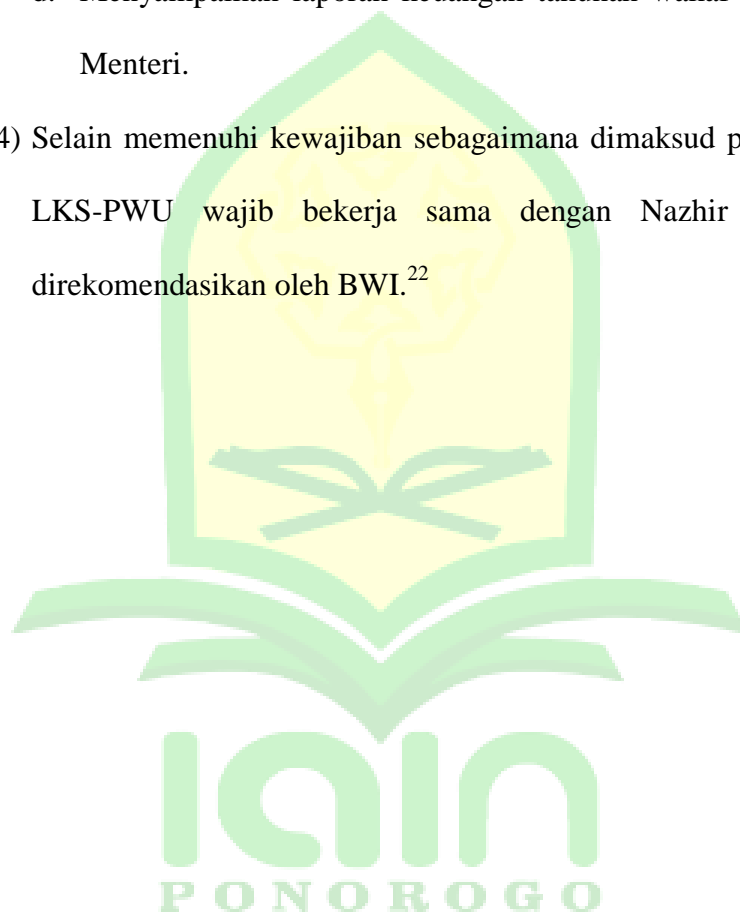 Menteri.
4) Selain memenuhi kewajiban sebagaimana dimaksud
LKS-PWU wajib bekerja sama dengan Nazhir
direkomendasikan oleh BWI.22
iain
PONOROGO